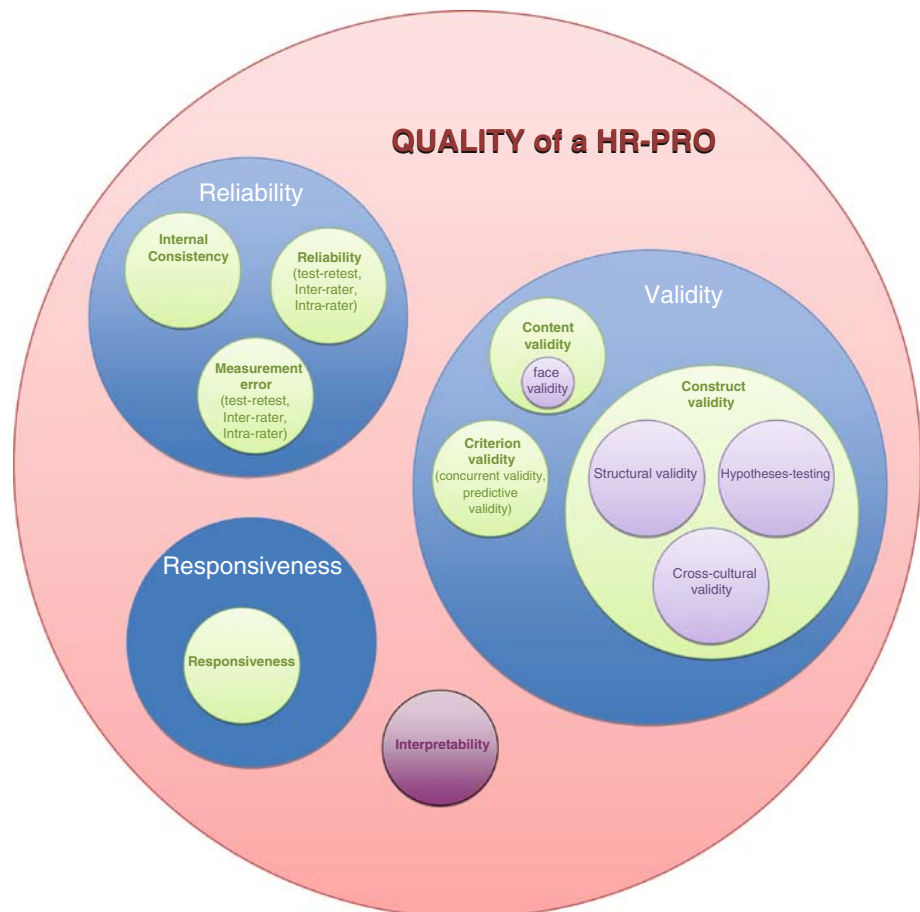 QUALITY of a HR-PRO
Reliability
Internal
Consistency
Reliability
(test-retest,
Inter-rater,
Intra-rater)
Measurement
error
(test-retest,
Inter-rater,
Intra-rater)
Validity
Content
validity
face
validity
Criterion
validity
(concurrent validity,
predictive
validity)
Construct
validity
Structural validity
Hypotheses-testing
Cross-cultural
validity
Responsiveness
Responsiveness
Interpretability